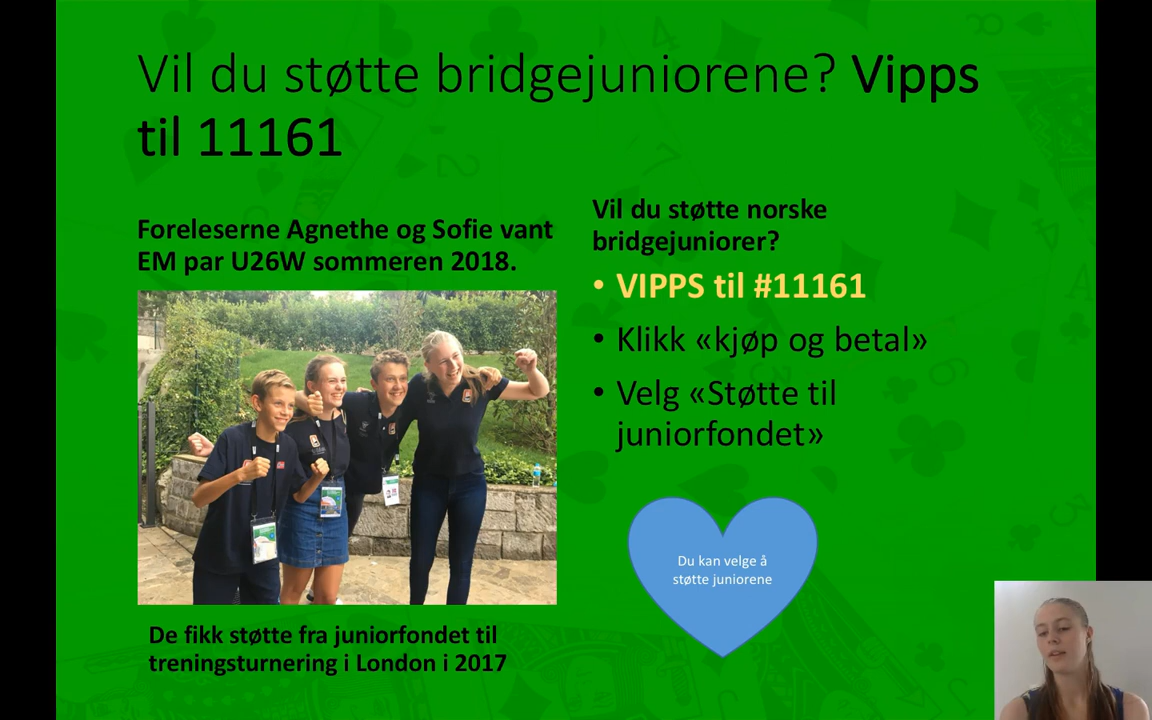 Vil du støtte bridgejuniorene? Vipps
til 11161
Foreleserne Agnethe og Sofie vant
EM par U26W sommeren 2018.
De fikk støtte fra juniorfondet til
treningsturnering i London i 2017
Vil du støtte norske
bridgejuniorer?
• VIPPS til #11161
• Klikk «kjøp og betal»
• Velg «Støtte til
juniorfondet»
Du kan velge å
støtte juniorene